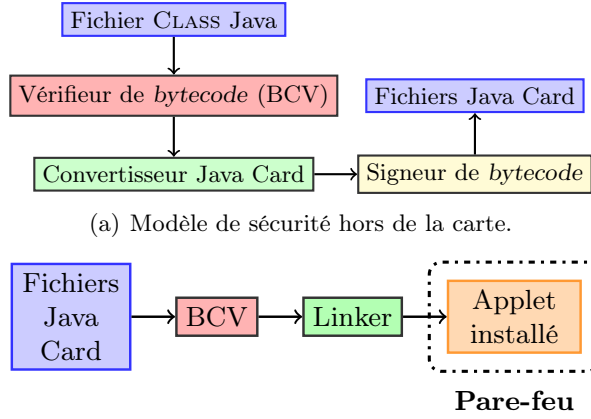 Fichier CLASS Java
Vérifieur de bytecode (BCV)
Fichiers Java Card
Convertisseur Java Card
Signeur de bytecode
(a) Modèle de sécurité hors de la carte.
Fichiers
Java
Card
BCV
Linker
Applet
installé
Pare-feu